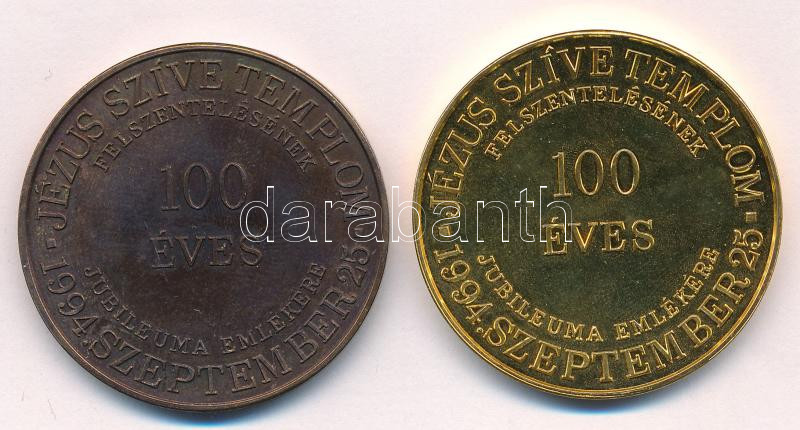 JÉZUS SZÍVE TEMPLOM
FELSZENTELÉSÉNEK
100
ÉVES
JUBILEUMA EMLÉKÉRE
1994. SZEPTEMBER 25
JÉZUS SZÍVE TEMPLOM
FELSZENTELÉSÉNEK
100
ÉVES
JUBILEUMA EMLÉKÉRE
1994. SZEPTEMBER 25
darabanth